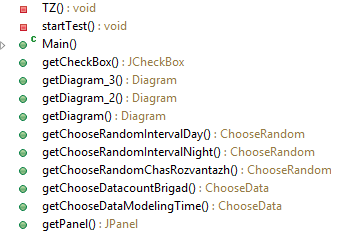 TZ() : void
startTest() : void
c Main()
getCheckBox() : JCheckBox
getDiagram_3() : Diagram
getDiagram_2() : Diagram
getDiagram() : Diagram
getChooseRandomIntervalDay() : ChooseRandom
getChooseRandomIntervalNight() : ChooseRandom
getChooseRandomChasRozvantazh() : ChooseRandom
getChooseDatacountBrigad() : ChooseData
getChooseDataModelingTime() : ChooseData
getPanel() : JPanel